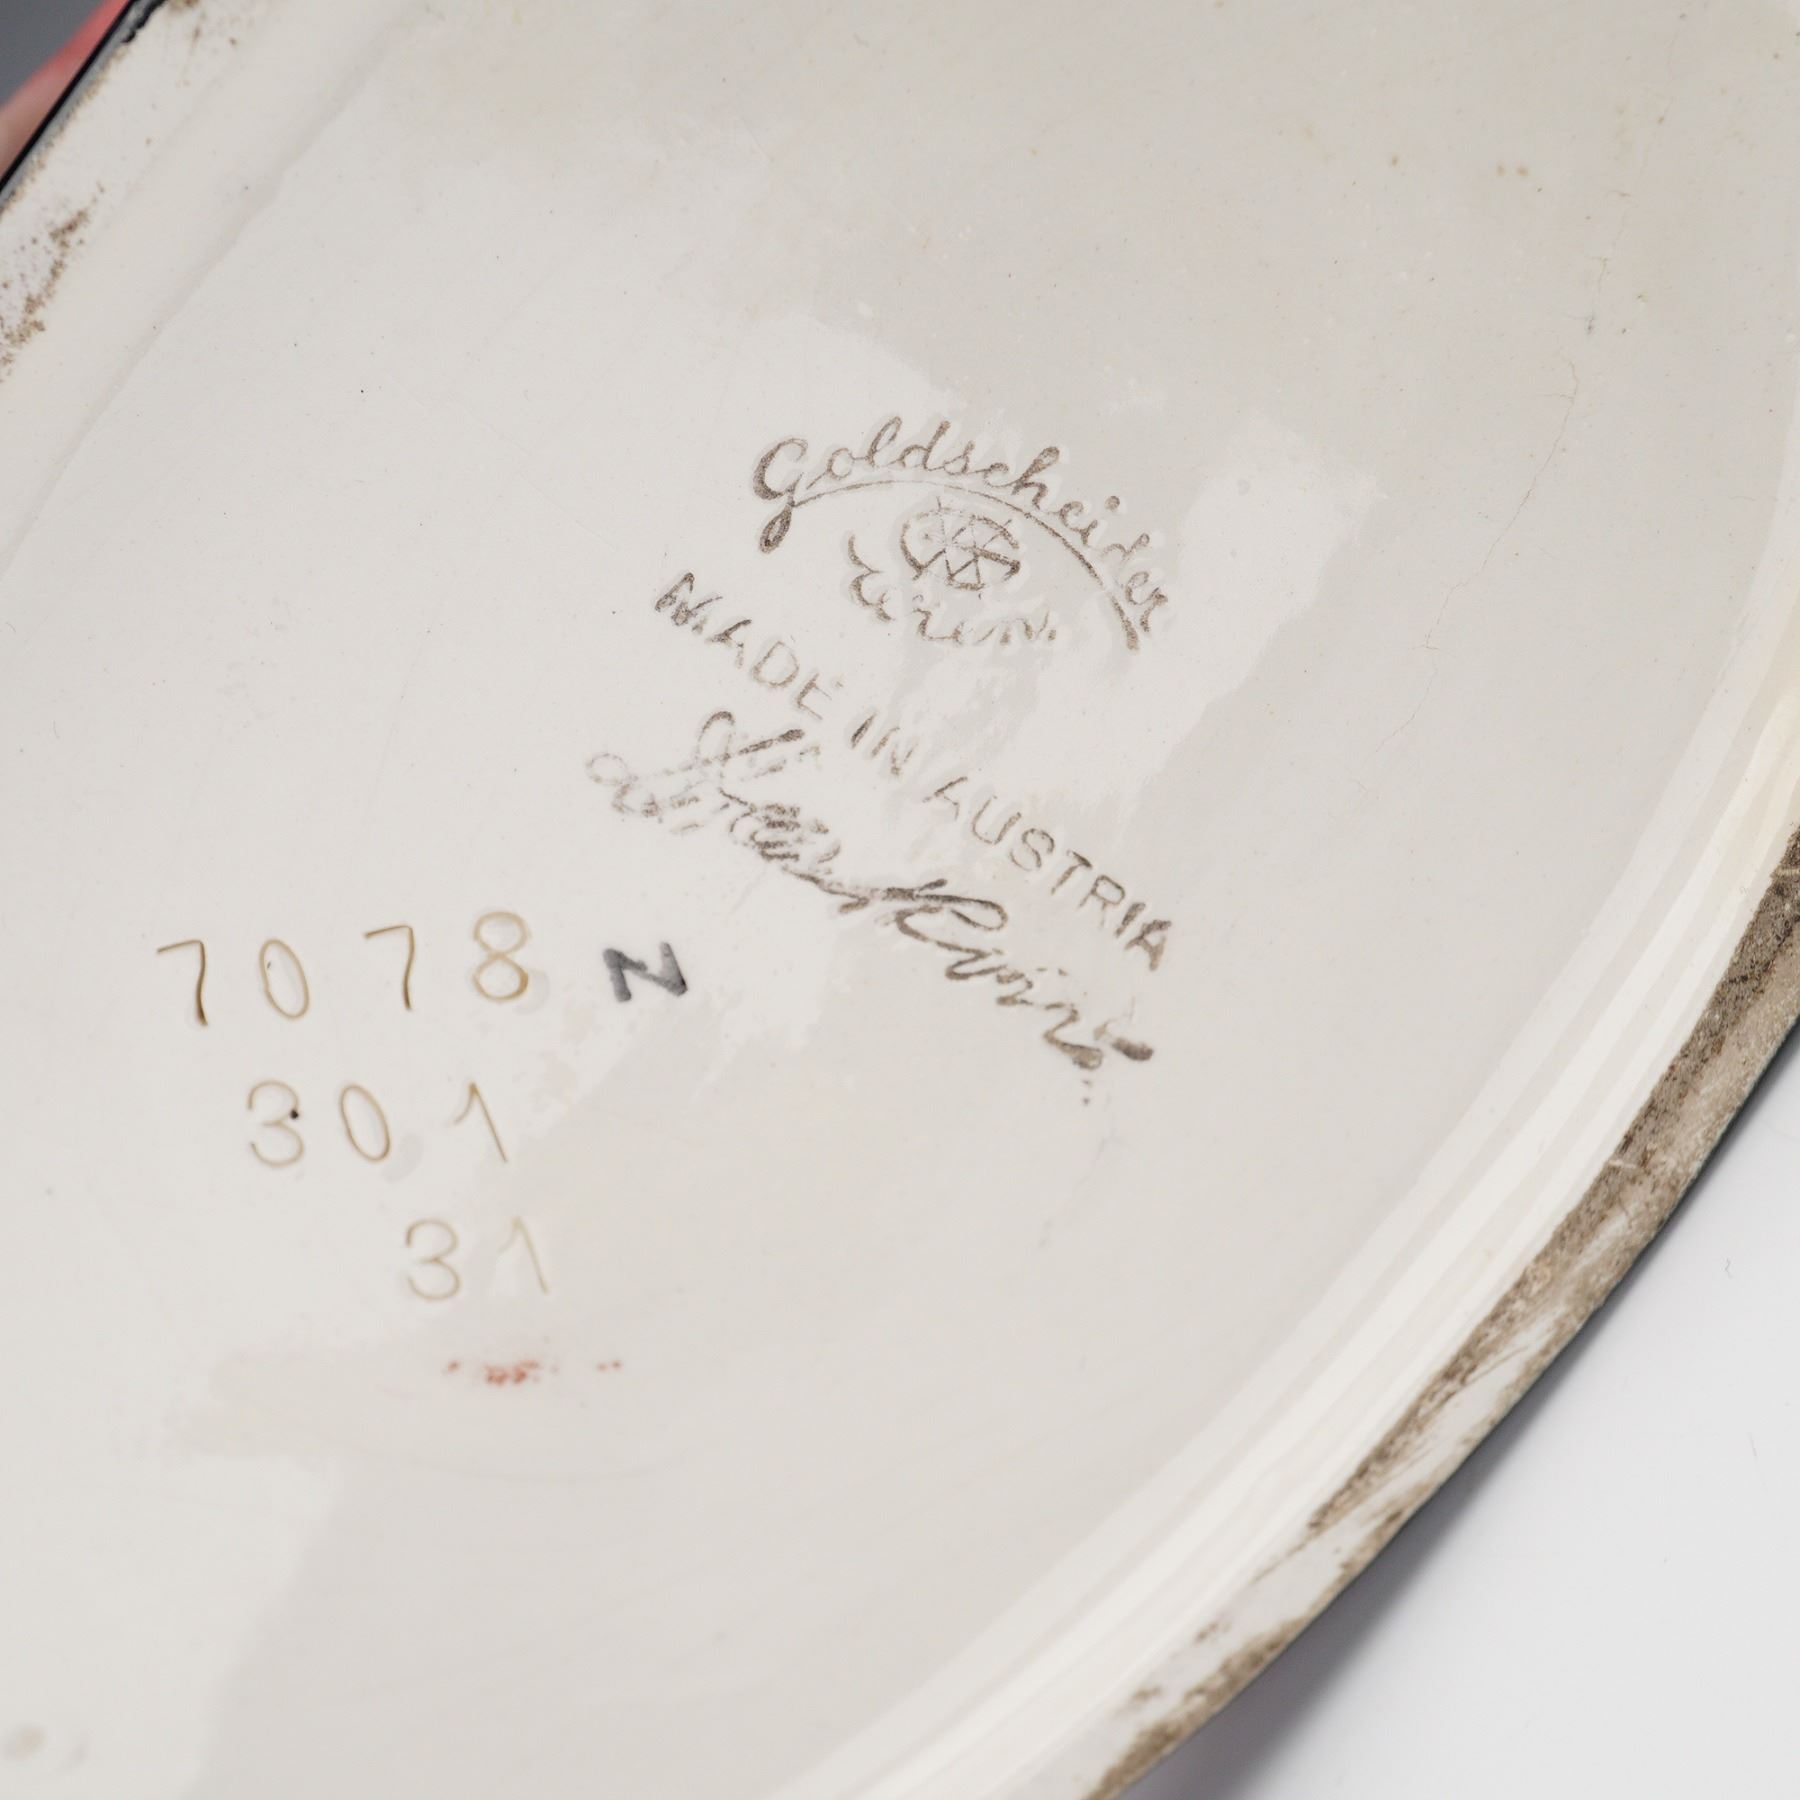 Goldscheider
Wien.
MADE IN AUSTRIA
7078 N
301
31